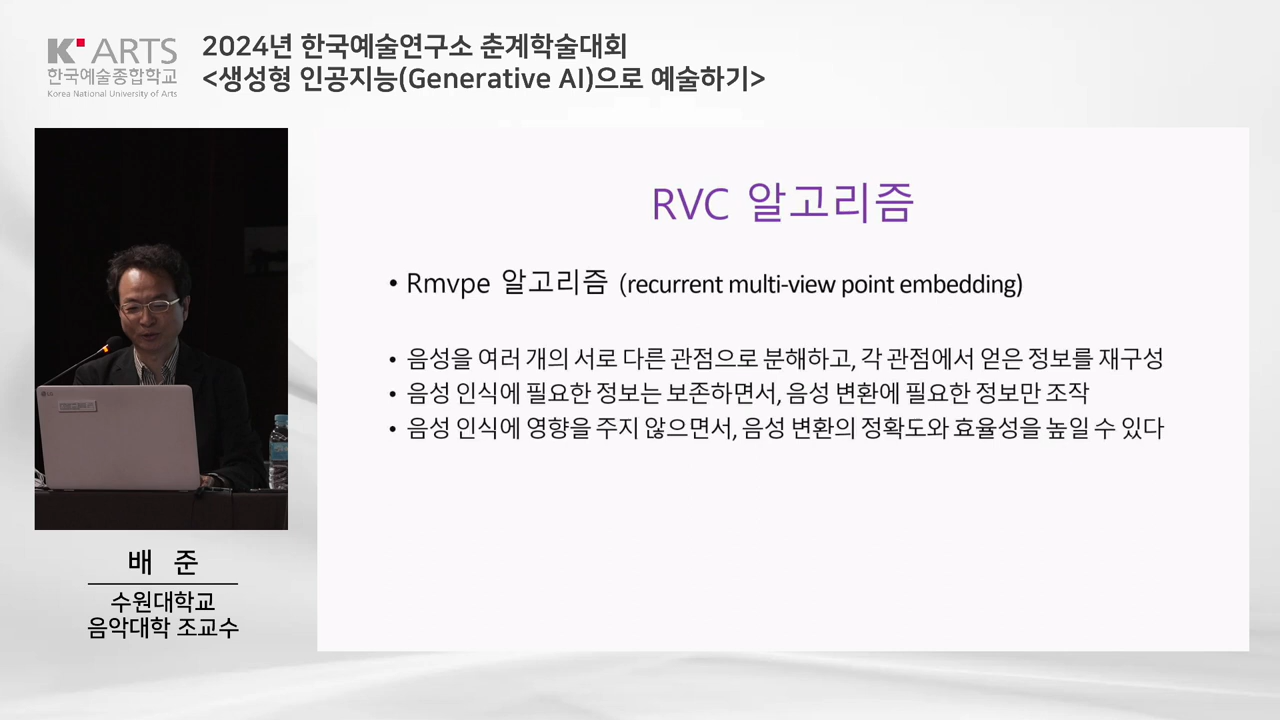 K ARTS
한국예술종합학교
Korea National University of Arts
2024년 한국예술연구소 춘계학술대회
<생성형 인공지능(Generative AI)으로 예술하기>
RVC 알고리즘
• Rmvpe 알고리즘 (recurrent multi-view point embedding)
• 음성을 여러 개의 서로 다른 관점으로 분해하고, 각 관점에서 얻은 정보를 재구성
• 음성 인식에 필요한 정보는 보존하면서, 음성 변환에 필요한 정보만 조작
• 음성 인식에 영향을 주지 않으면서, 음성 변환의 정확도와 효율성을 높일 수 있다
LG
배 준
수원대학교
음악대학 조교수